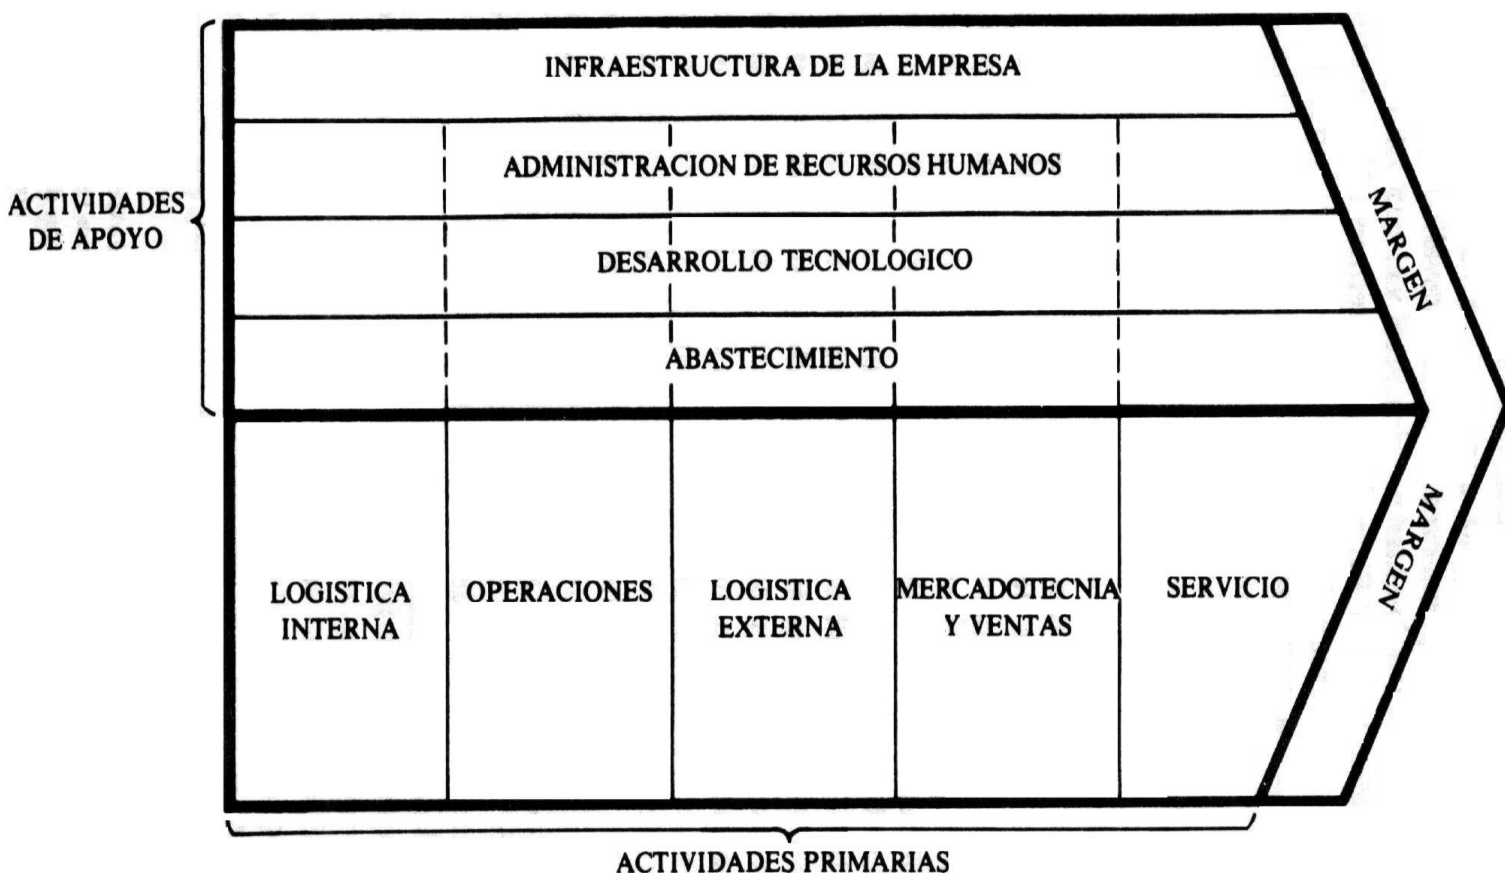 INFRAESTRUCTURA DE LA EMPRESA
ADMINISTRACION DE RECURSOS HUMANOS
ACTIVIDADES
DE APOYO
DESARROLLO TECNOLOGICO
ABASTECIMIENTO
MARGEN
MARGEN
LOGISTICA
INTERNA
OPERACIONES
LOGISTICA
EXTERNA
MERCADOTECNIA
Y VENTAS
SERVICIO
ACTIVIDADES PRIMARIAS